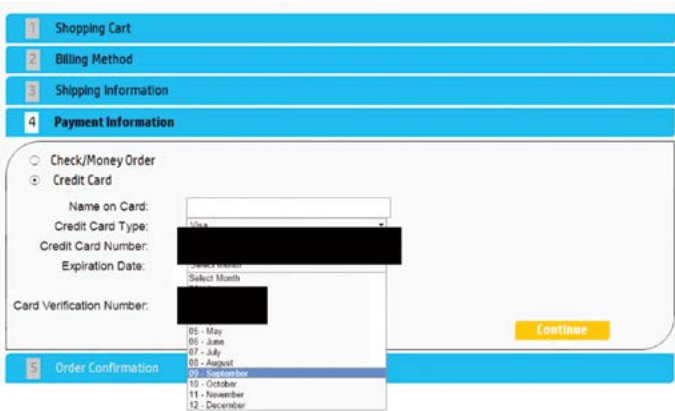 1 Shopping Cart
2 Billing Method
3 Shipping Information
4 Payment Information
Check/Money Order
Credit Card
Name on Card:
Credit Card Type: Visa
Credit Card Number:
Expiration Date: Select Month
Select Month
Card Verification Number:
05 - May
06 - June
07 - July
08 - August
09 - September
10 - October
11 - November
12 - December
Continue
5 Order Confirmation